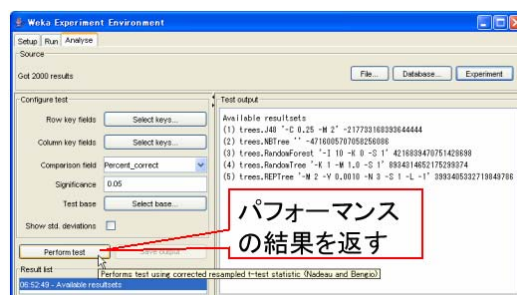 Weka Experiment Environment
Setup Run Analyse
Source
Got 2000 results
File... Database... Experiment
Configure test
Test output
Row key fields Select keys...
Column key fields Select keys...
Comparison field Percent_correct
Significance 0.05
Test base Select base...
Show std. deviations
Perform test Save output
Result list
06:52:49 - Available resultsets
Available resultsets
(1) trees.J48 '-C 0.25 -M 2' -217733168393644444
(2) trees.NBTree '' -4716005707058256086
(3) trees.RandomForest '-I 10 -K 0 -S 1' 4216839470751428698
(4) trees.RandomTree '-K 1 -M 1.0 -S 1' 8934314652175299374
(5) trees.REPTree '-M 2 -V 0.0010 -N 3 -S 1 -L -1' 3993405332719849786
パフォーマンス
の結果を返す
Performs test using corrected resampled t-test statistic (Nadeau and Bengio)